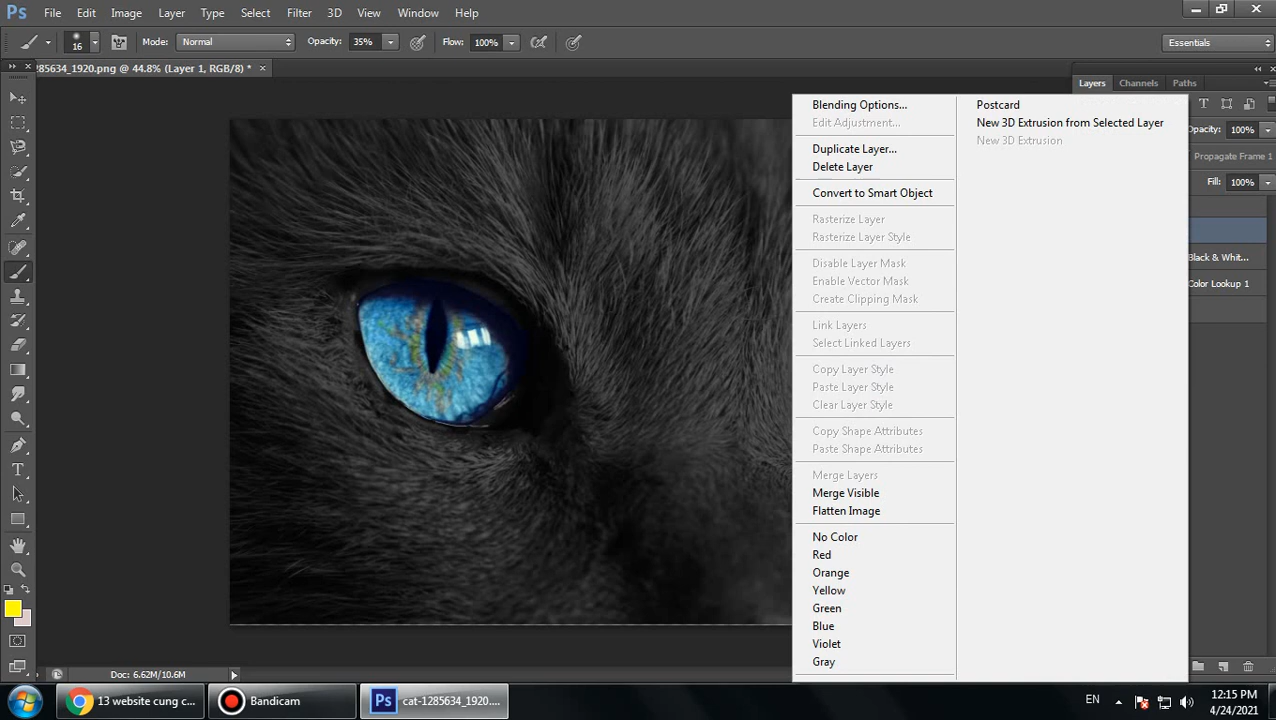 Ps File Edit Image Layer Type Select Filter 3D View Window Help
16 Mode: Normal Opacity: 35% Flow: 100% Essentials
285634_1920.png @ 44.8% (Layer 1, RGB/8) *
Layers Channels Paths
Opacity: 100%
Propagate Frame 1
Fill: 100%
Black & Whit...
Color Lookup 1
Blending Options...
Edit Adjustment...
Duplicate Layer...
Delete Layer
Convert to Smart Object
Rasterize Layer
Rasterize Layer Style
Disable Layer Mask
Enable Vector Mask
Create Clipping Mask
Link Layers
Select Linked Layers
Copy Layer Style
Paste Layer Style
Clear Layer Style
Copy Shape Attributes
Paste Shape Attributes
Merge Layers
Merge Visible
Flatten Image
No Color
Red
Orange
Yellow
Green
Blue
Violet
Gray
Postcard
New 3D Extrusion from Selected Layer
New 3D Extrusion
Doc: 6.62M/10.6M
13 website cung c... Bandicam Ps cat-1285634_1920.... EN 12:15 PM
4/24/2021